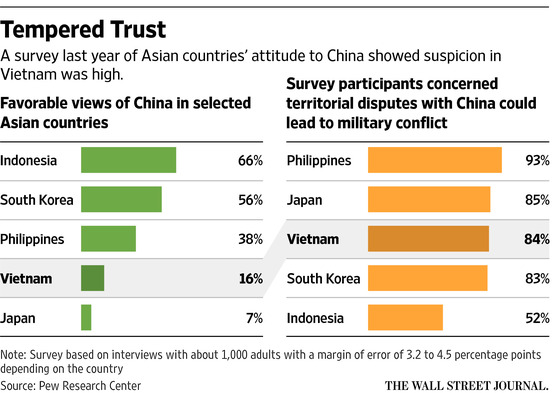 Tempered Trust
A survey last year of Asian countries' attitude to China showed suspicion in
Vietnam was high.
Favorable views of China in selected
Asian countries
Indonesia 66%
South Korea 56%
Philippines 38%
Vietnam 16%
Japan 7%
Survey participants concerned
territorial disputes with China could
lead to military conflict
Philippines 93%
Japan 85%
Vietnam 84%
South Korea 83%
Indonesia 52%
Note: Survey based on interviews with about 1,000 adults with a margin of error of 3.2 to 4.5 percentage points
depending on the country
Source: Pew Research Center
THE WALL STREET JOURNAL.